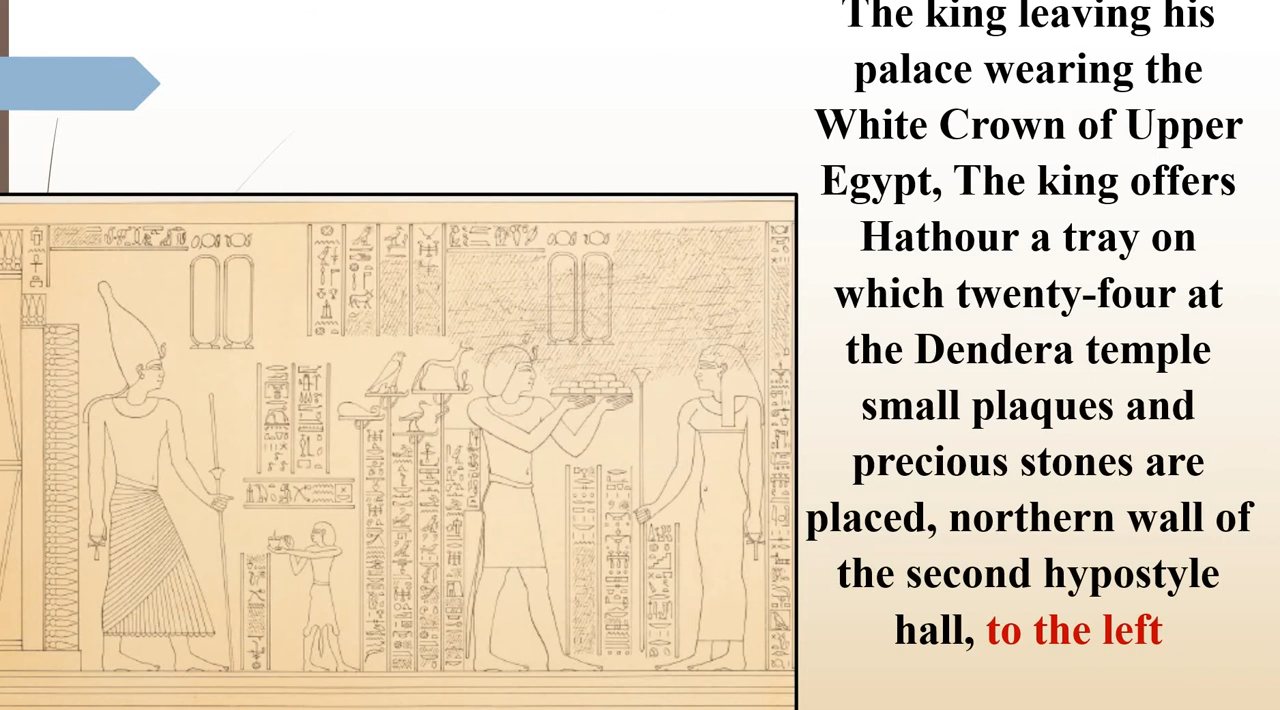 The king leaving his
palace wearing the
White Crown of Upper
Egypt, The king offers
Hathour a tray on
which twenty-four at
the Dendera temple
small plaques and
precious stones are
placed, northern wall of
the second hypostyle
hall, to the left